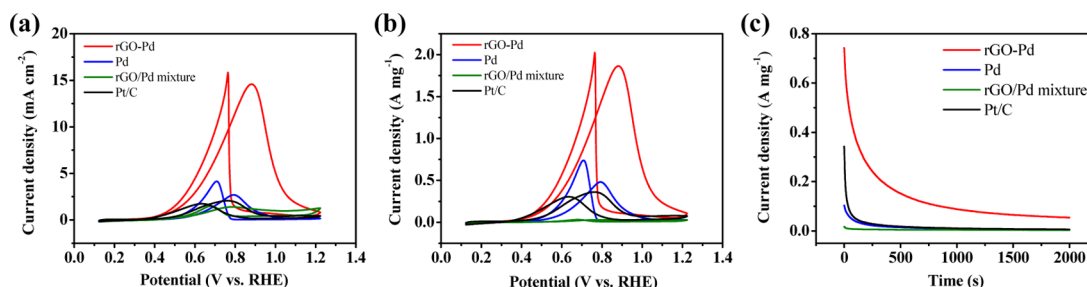 (a)
Current density (mA cm⁻²)
20
15
10
5
0
rGO-Pd
Pd
rGO/Pd mixture
Pt/C
0.0 0.2 0.4 0.6 0.8 1.0 1.2 1.4
Potential (V vs. RHE)
(b)
Current density (A mg⁻¹)
2.0
1.5
1.0
0.5
0.0
rGO-Pd
Pd
rGO/Pd mixture
Pt/C
0.0 0.2 0.4 0.6 0.8 1.0 1.2 1.4
Potential (V vs. RHE)
(c)
Current density (A mg⁻¹)
0.8
0.6
0.4
0.2
0.0
rGO-Pd
Pd
rGO/Pd mixture
Pt/C
0 500 1000 1500 2000
Time (s)